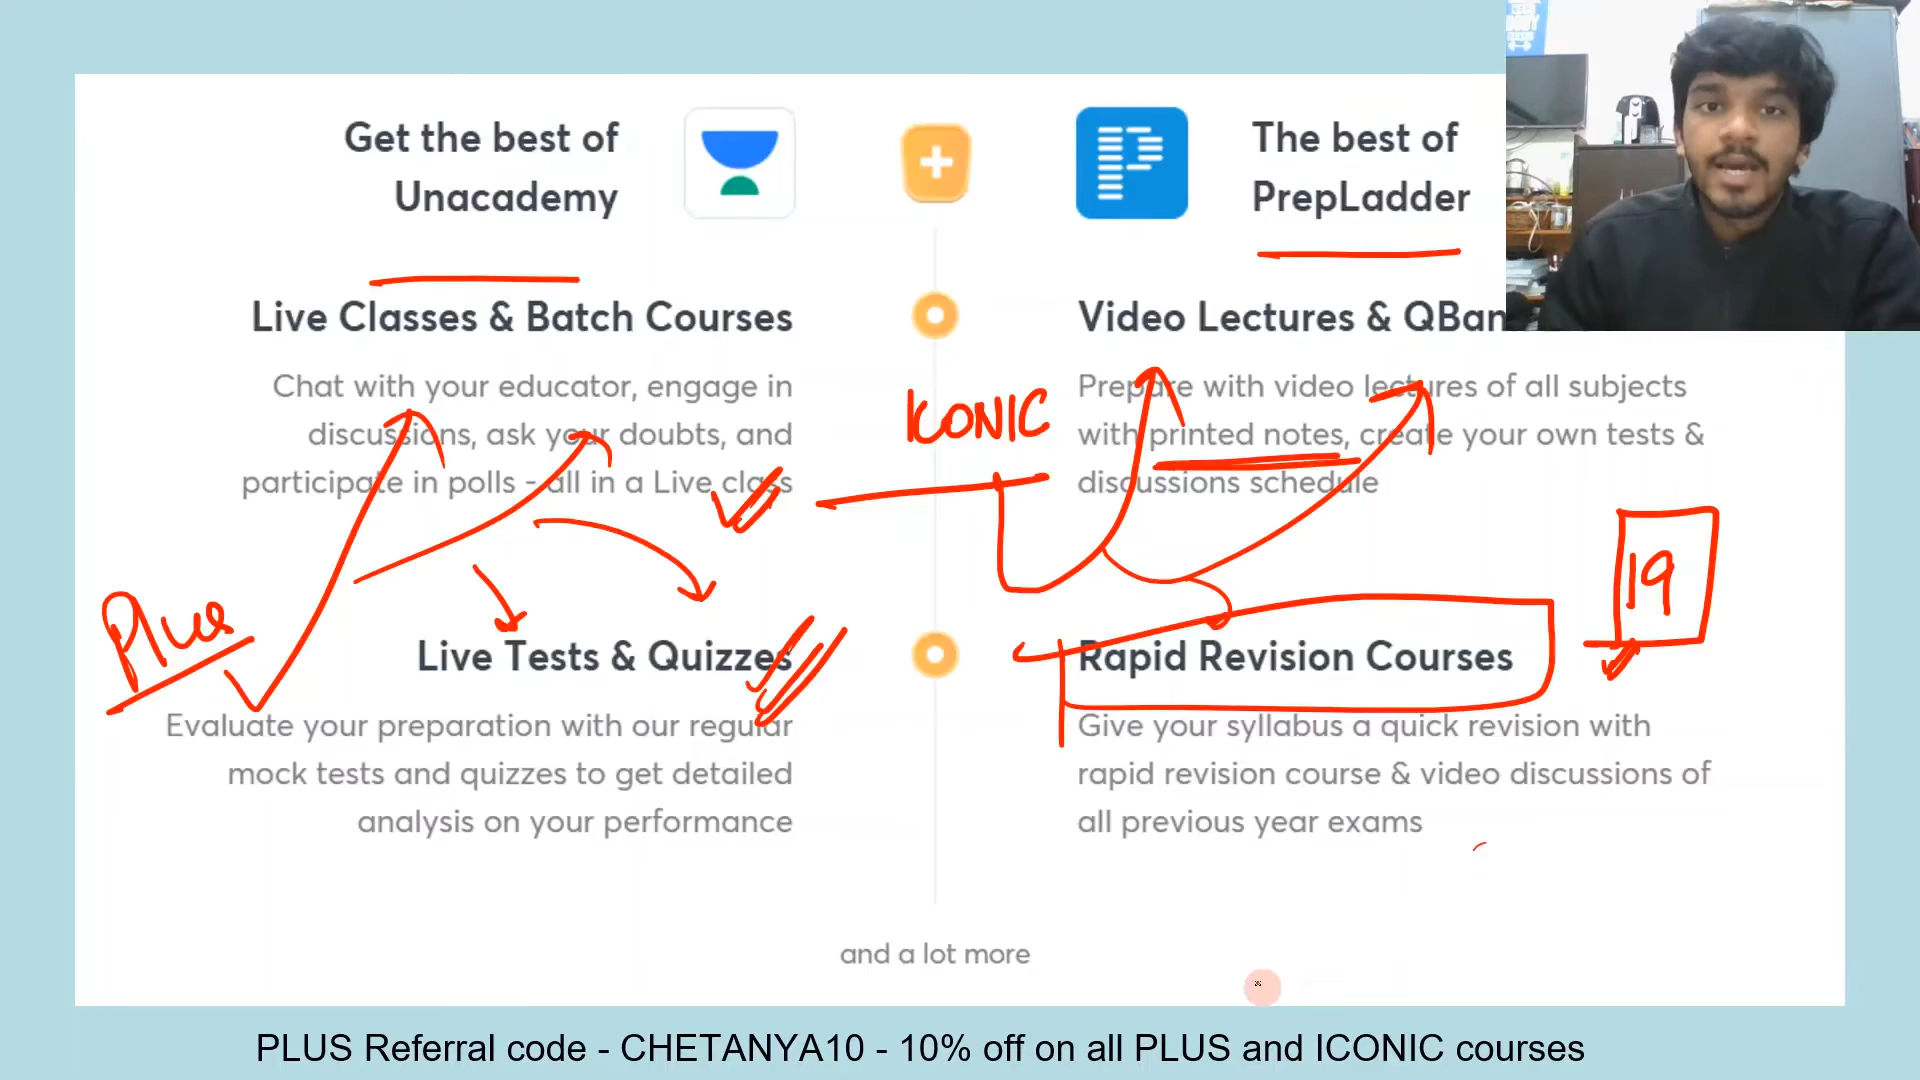 Get the best of
Unacademy
The best of
PrepLadder
Live Classes & Batch Courses
Chat with your educator, engage in
discussions, ask your doubts, and
participate in polls - all in a Live class
ICONIC
Video Lectures & QBan
Prepare with video lectures of all subjects
with printed notes, create your own tests &
discussions schedule
19
Plus
Live Tests & Quizzes
Evaluate your preparation with our regular
mock tests and quizzes to get detailed
analysis on your performance
Rapid Revision Courses
Give your syllabus a quick revision with
rapid revision course & video discussions of
all previous year exams
and a lot more
PLUS Referral code - CHETANYA10 - 10% off on all PLUS and ICONIC courses